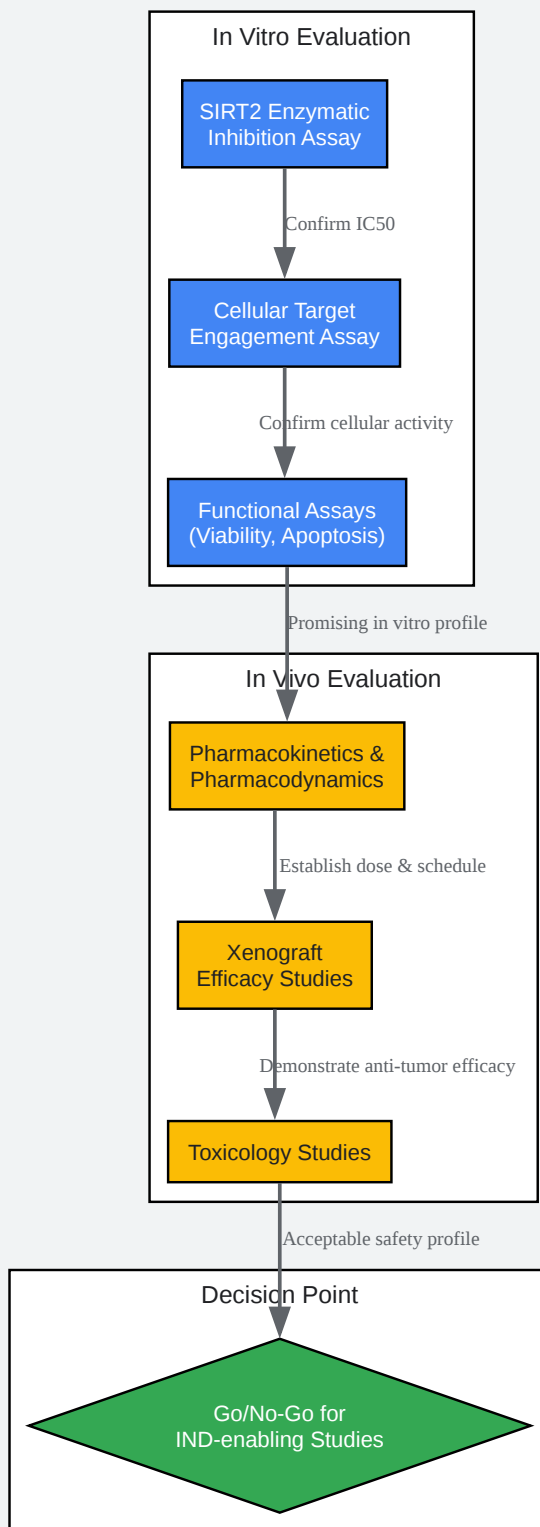 In Vitro Evaluation
SIRT2 Enzymatic
Inhibition Assay
Confirm IC50
Cellular Target
Engagement Assay
Confirm cellular activity
Functional Assays
(Viability, Apoptosis)
Promising in vitro profile
In Vivo Evaluation
Pharmacokinetics &
Pharmacodynamics
Establish dose & schedule
Xenograft
Efficacy Studies
Demonstrate anti-tumor efficacy
Toxicology Studies
Acceptable safety profile
Decision Point
Go/No-Go for
IND-enabling Studies